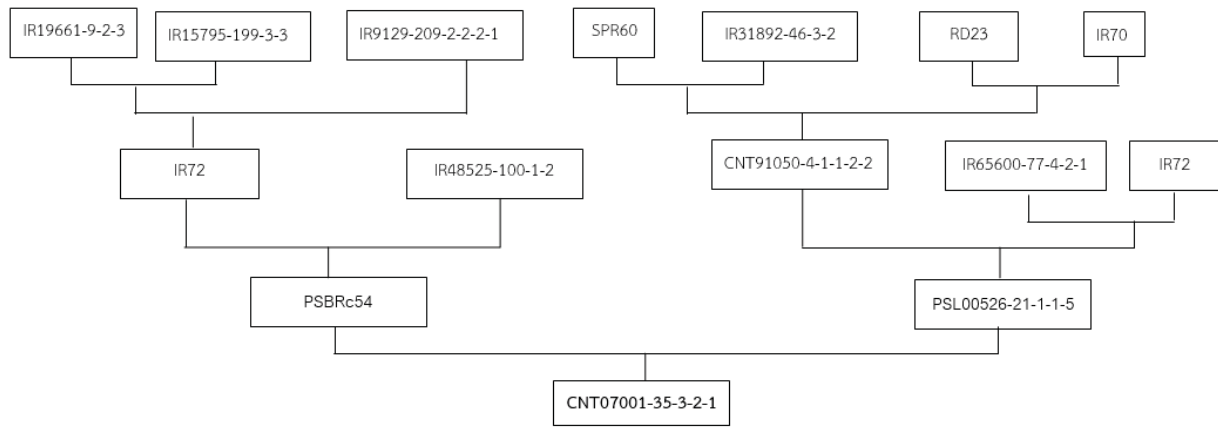 IR19661-9-2-3
IR15795-199-3-3
IR9129-209-2-2-2-1
SPR60
IR31892-46-3-2
RD23
IR70
IR72
IR48525-100-1-2
CNT91050-4-1-1-2-2
IR65600-77-4-2-1
IR72
PSBRc54
PSL00526-21-1-1-5
CNT07001-35-3-2-1